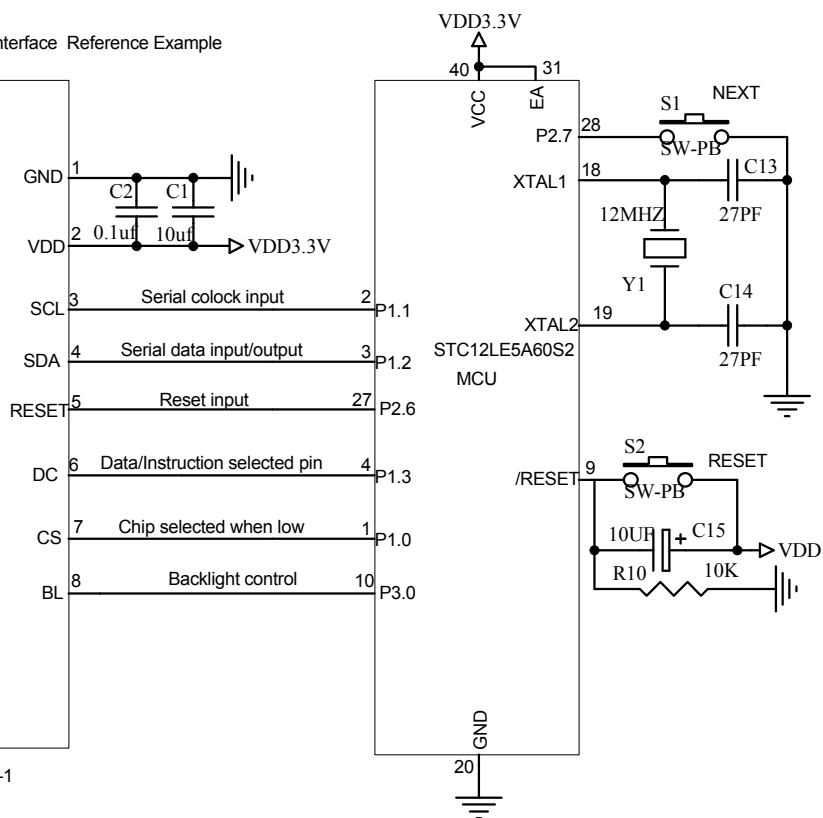 VDD3.3V
nterface Reference Example
40
31
VCC
EA
S1
NEXT
P2.7
28
SW-PB
GND
1
C2
C1
XTAL1
18
C13
12MHZ
27PF
VDD
2
0.1uf
10uf
VDD3.3V
Y1
C14
SCL
3
Serial colock input
2
P1.1
XTAL2
19
SDA
4
Serial data input/output
3
P1.2
STC12LE5A60S2
MCU
27PF
RESET
5
Reset input
27
P2.6
S2
RESET
DC
6
Data/Instruction selected pin
4
P1.3
/RESET
9
SW-PB
CS
7
Chip selected when low
1
P1.0
10UF
+
C15
VDD
BL
8
Backlight control
10
P3.0
R10
10K
GND
20
-1